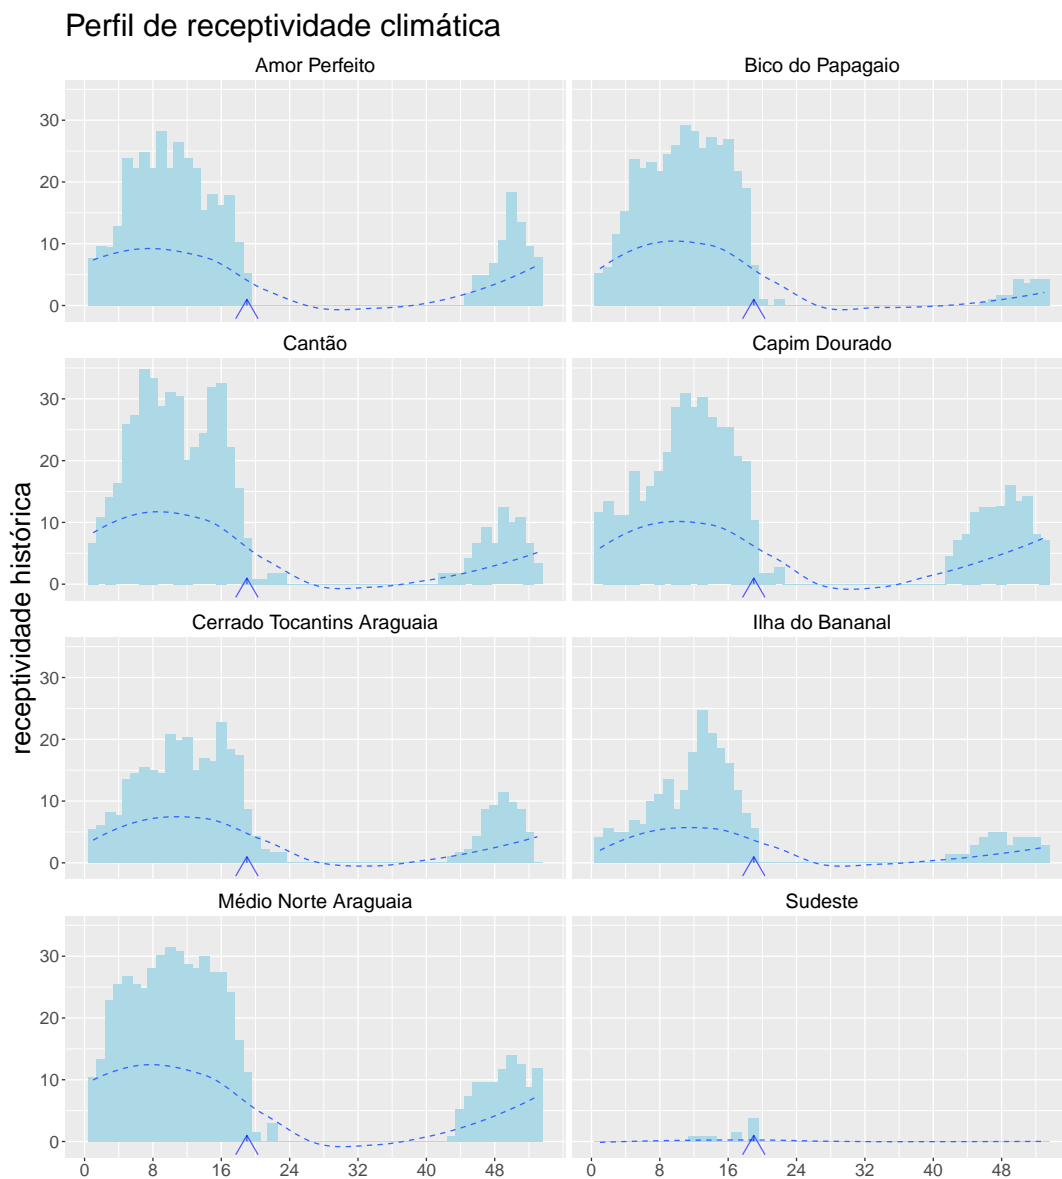 Perfil de receptividade climática
Amor Perfeito
Bico do Papagaio
30
20
10
0
Cantão
Capim Dourado
30
20
10
0
Cerrado Tocantins Araguaia
Ilha do Bananal
30
20
10
0
Médio Norte Araguaia
Sudeste
30
20
10
0
0 8 16 24 32 40 48
0 8 16 24 32 40 48
receptividade histórica